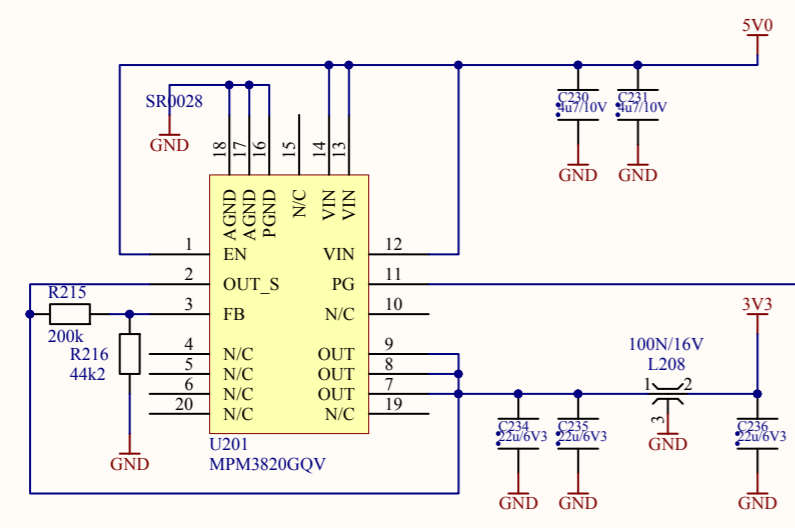 5V0
SR0028
GND
18
17
16
15
14
13
AGND
AGND
PGND
N/C
VIN
VIN
C230
4u7/10V
GND
C231
4u7/10V
GND
1
EN
VIN
12
2
OUT_S
PG
11
3
FB
N/C
10
R215
200k
R216
44k2
GND
4
N/C
OUT
9
5
N/C
OUT
8
6
N/C
OUT
7
20
N/C
N/C
19
U201
MPM3820GQV
3V3
100N/16V
L208
1
2
3
GND
C234
22u/6V3
GND
C235
22u/6V3
GND
C236
22u/6V3
GND